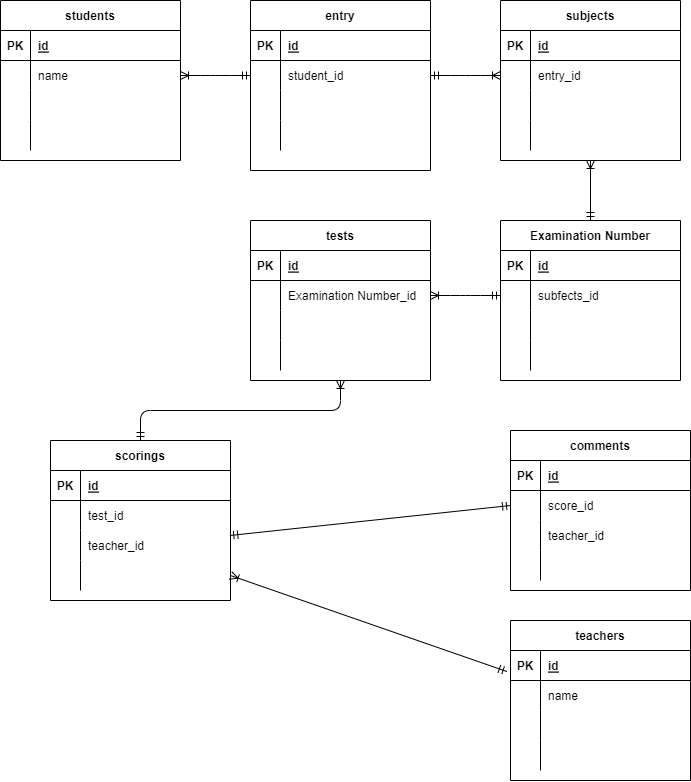 students
PK id
name
entry
PK id
student_id
subjects
PK id
entry_id
tests
PK id
Examination Number_id
Examination Number
PK id
subfects_id
scorings
PK id
test_id
teacher_id
comments
PK id
score_id
teacher_id
teachers
PK id
name